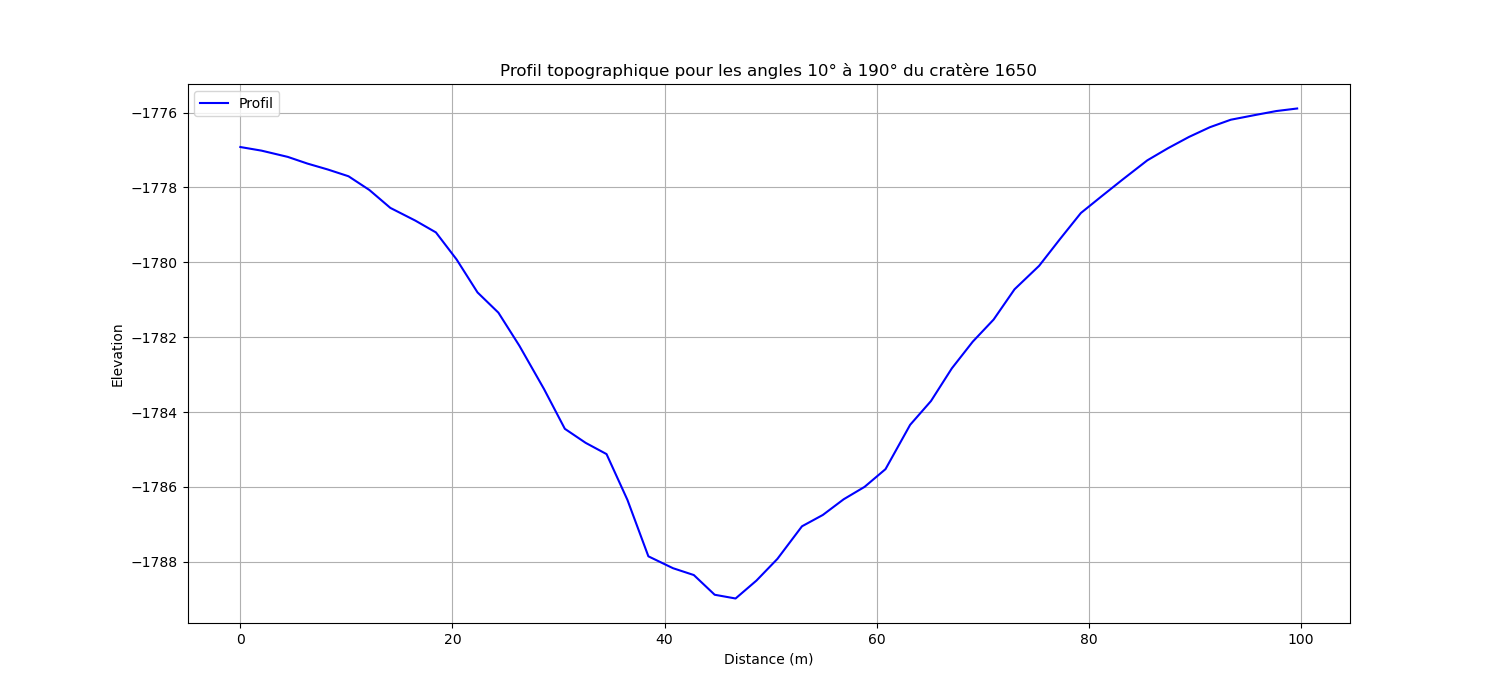 Profil topographique pour les angles 10° à 190° du cratère 1650
Profil
−1776
−1778
−1780
−1782
−1784
−1786
−1788
Elevation
0 20 40 60 80 100
Distance (m)